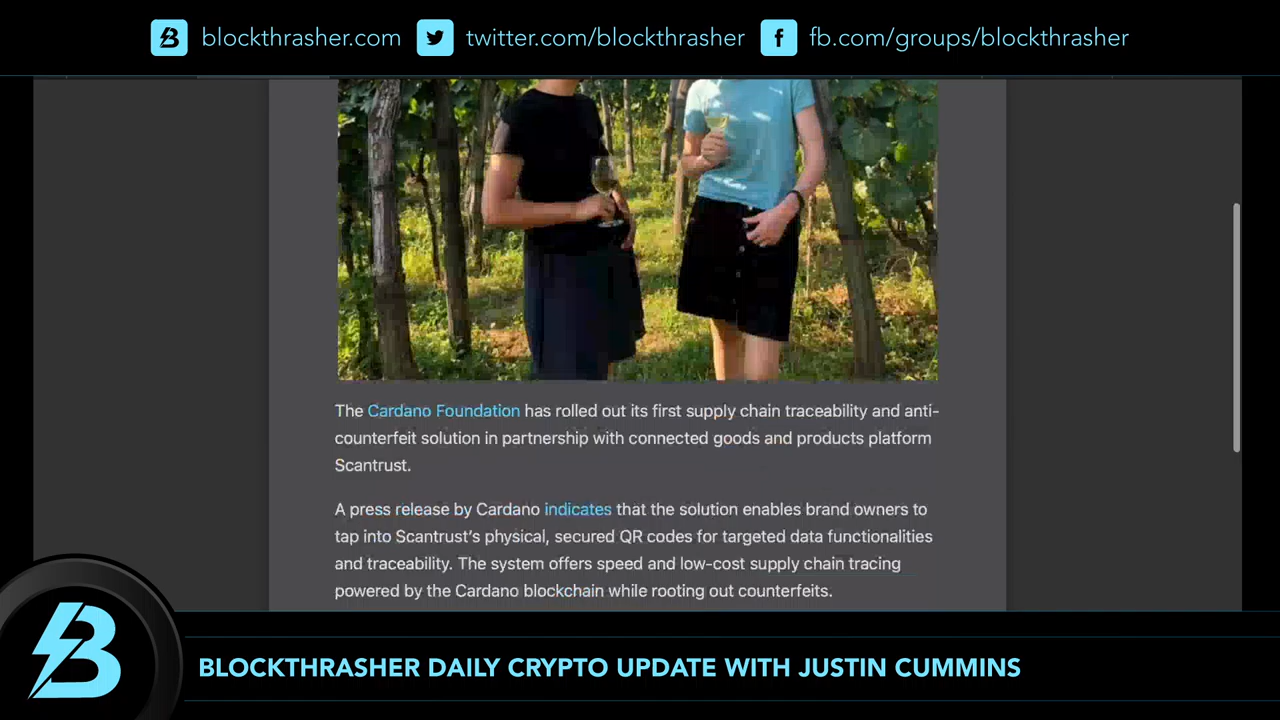 blockthrasher.com twitter.com/blockthrasher fb.com/groups/blockthrasher
The Cardano Foundation has rolled out its first supply chain traceability and anti-
counterfeit solution in partnership with connected goods and products platform
Scantrust.
A press release by Cardano indicates that the solution enables brand owners to
tap into Scantrust's physical, secured QR codes for targeted data functionalities
and traceability. The system offers speed and low-cost supply chain tracing
powered by the Cardano blockchain while rooting out counterfeits.
BLOCKTHRASHER DAILY CRYPTO UPDATE WITH JUSTIN CUMMINS